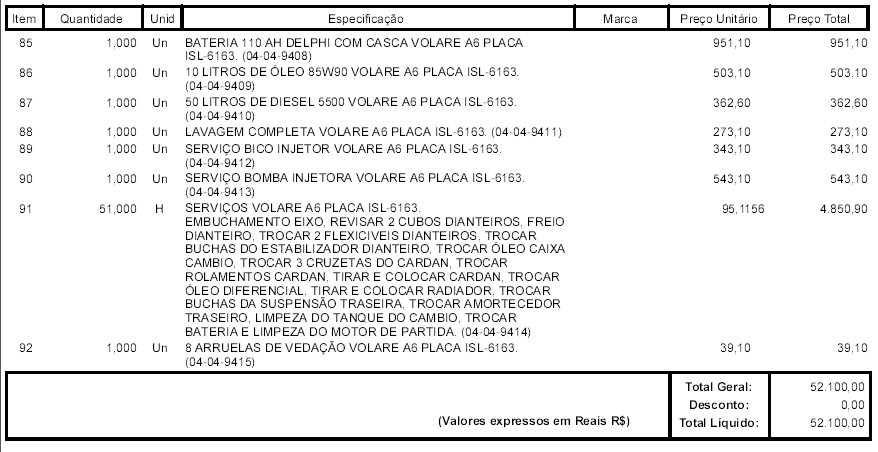 Item Quantidade Unid Especificação Marca Preço Unitário Preço Total
85 1,000 Un BATERIA 110 AH DELPHI COM CASCA VOLARE A6 PLACA 951,10 951,10
ISL-6163. (04-04-9408)
86 1,000 Un 10 LITROS DE ÓLEO 85W90 VOLARE A6 PLACA ISL-6163. 503,10 503,10
(04-04-9409)
87 1,000 Un 50 LITROS DE DIESEL 5500 VOLARE A6 PLACA ISL-6163. 362,60 362,60
(04-04-9410)
88 1,000 Un LAVAGEM COMPLETA VOLARE A6 PLACA ISL-6163. (04-04-9411) 273,10 273,10
89 1,000 Un SERVIÇO BICO INJETOR VOLARE A6 PLACA ISL-6163. 343,10 343,10
(04-04-9412)
90 1,000 Un SERVIÇO BOMBA INJETORA VOLARE A6 PLACA ISL-6163. 543,10 543,10
(04-04-9413)
91 51,000 H SERVIÇOS VOLARE A6 PLACA ISL-6163. 95,1156 4.850,90
EMBUCHAMENTO EIXO, REVISAR 2 CUBOS DIANTEIROS, FREIO
DIANTEIRO, TROCAR 2 FLEXICIVEIS DIANTEIROS, TROCAR
BUCHAS DO ESTABILIZADOR DIANTEIRO, TROCAR ÓLEO CAIXA
CAMBIO, TROCAR 3 CRUZETAS DO CARDAN, TROCAR
ROLAMENTOS CARDAN, TIRAR E COLOCAR CARDAN, TROCAR
ÓLEO DIFERENCIAL, TIRAR E COLOCAR RADIADOR, TROCAR
BUCHAS DA SUSPENSÃO TRASEIRA, TROCAR AMORTECEDOR
TRASEIRO, LIMPEZA DO TANQUE DO CAMBIO, TROCAR
BATERIA E LIMPEZA DO MOTOR DE PARTIDA. (04-04-9414)
92 1,000 Un 8 ARRUELAS DE VEDAÇÃO VOLARE A6 PLACA ISL-6163. 39,10 39,10
(04-04-9415)
Total Geral: 52.100,00
Desconto: 0,00
(Valores expressos em Reais R$) Total Líquido: 52.100,00